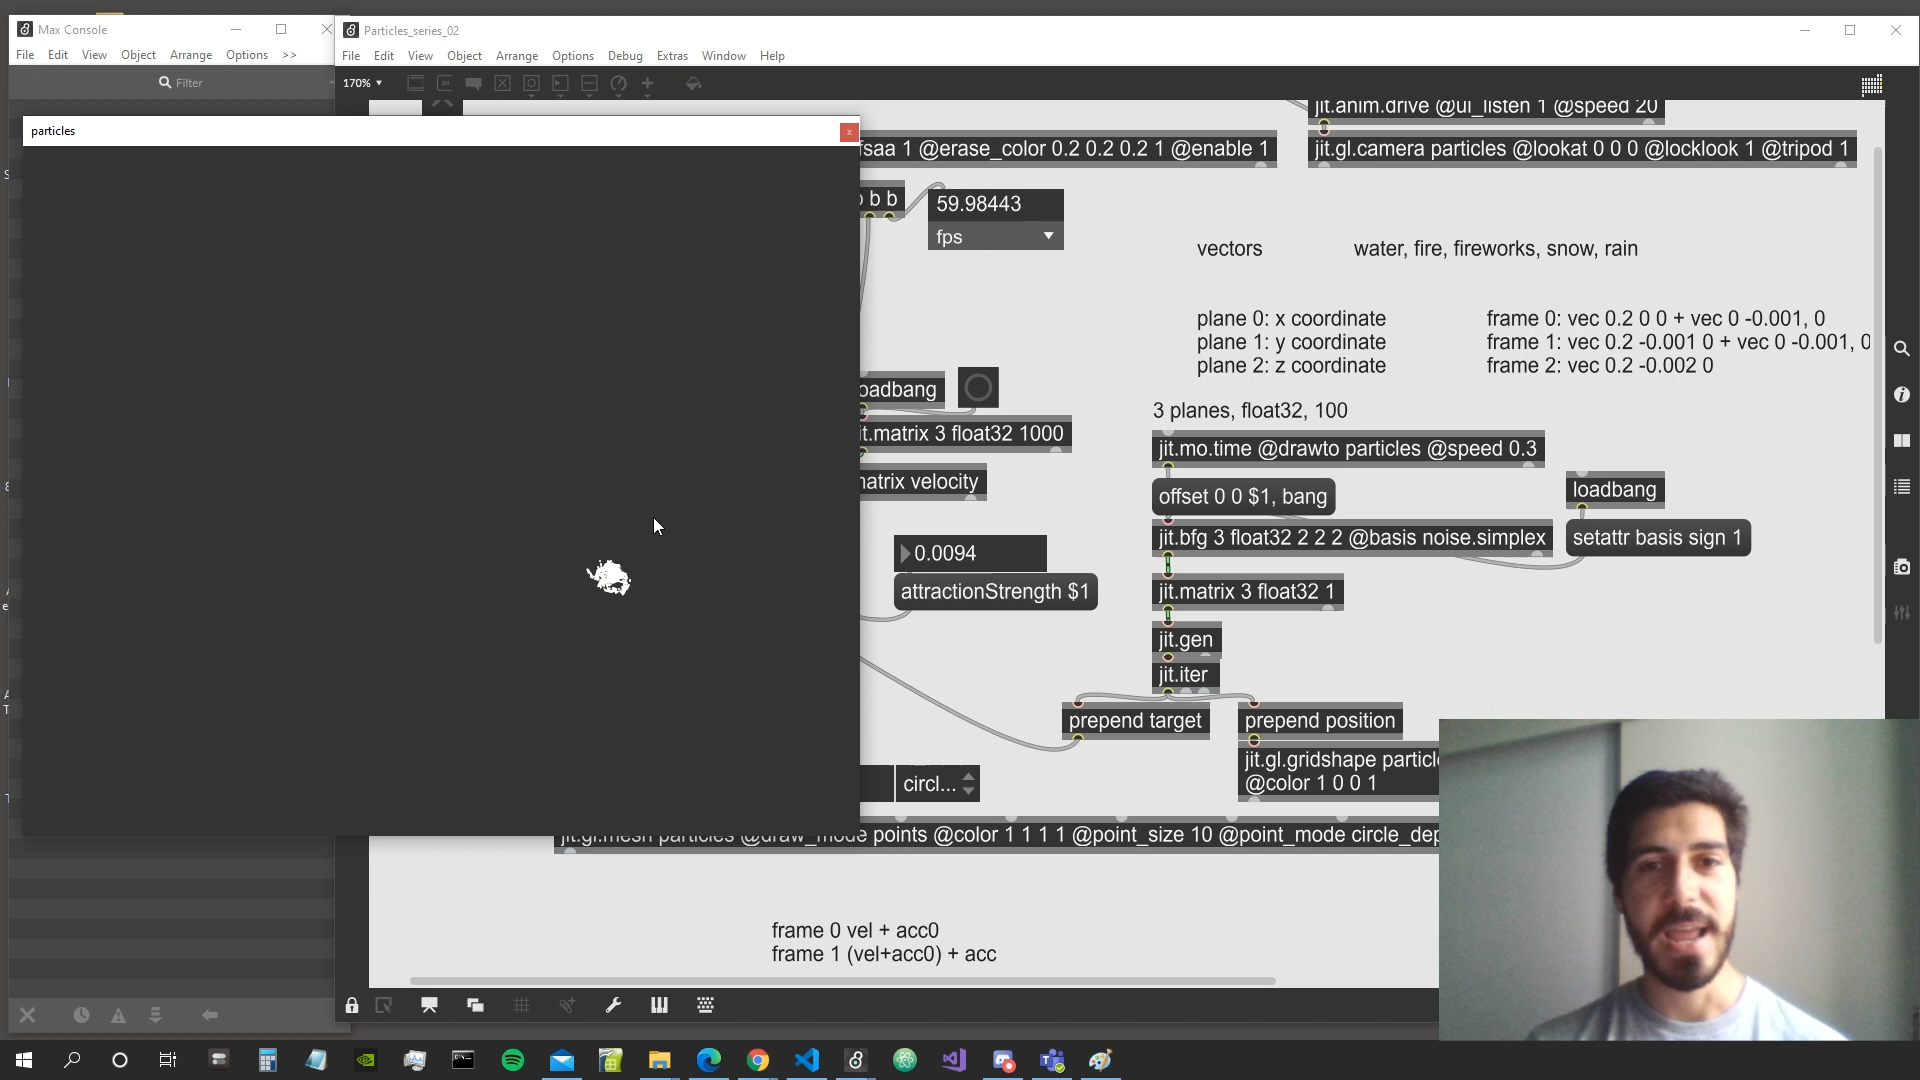 Max Console
File Edit View Object Arrange Options >>
Filter
Particles_series_02
File Edit View Object Arrange Options Debug Extras Window Help
170%
particles
x
jit.anim.drive @ui_listen 1 @speed 20
fsaa 1 @erase_color 0.2 0.2 0.2 1 @enable 1
jit.gl.camera particles @lookat 0 0 0 @locklook 1 @tripod 1
b b
59.98443
fps
vectors
water, fire, fireworks, snow, rain
plane 0: x coordinate
plane 1: y coordinate
plane 2: z coordinate
frame 0: vec 0.2 0 0 + vec 0 -0.001, 0
frame 1: vec 0.2 -0.001 0 + vec 0 -0.001, 0
frame 2: vec 0.2 -0.002 0
oadbang
it.matrix 3 float32 1000
atrix velocity
0.0094
attractionStrength $1
3 planes, float32, 100
jit.mo.time @drawto particles @speed 0.3
offset 0 0 $1, bang
jit.bfg 3 float32 2 2 2 @basis noise.simplex
loadbang
setattr basis sign 1
jit.matrix 3 float32 1
jit.gen
jit.iter
prepend target
prepend position
jit.gl.gridshape particl
@color 1 0 0 1
circl...
jit.gl.mesh particles @draw_mode points @color 1 1 1 1 @point_size 10 @point_mode circle_dep
frame 0 vel + acc0
frame 1 (vel+acc0) + acc